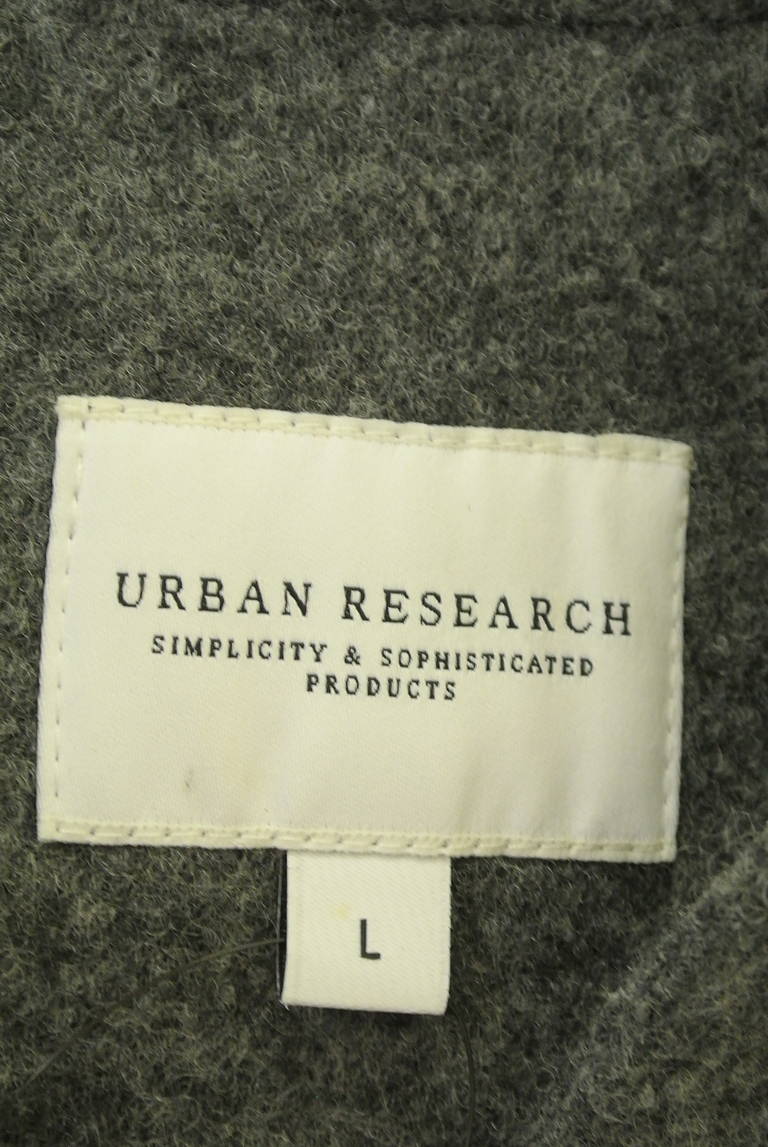 URBAN RESEARCH
SIMPLICITY & SOPHISTICATED
PRODUCTS
L